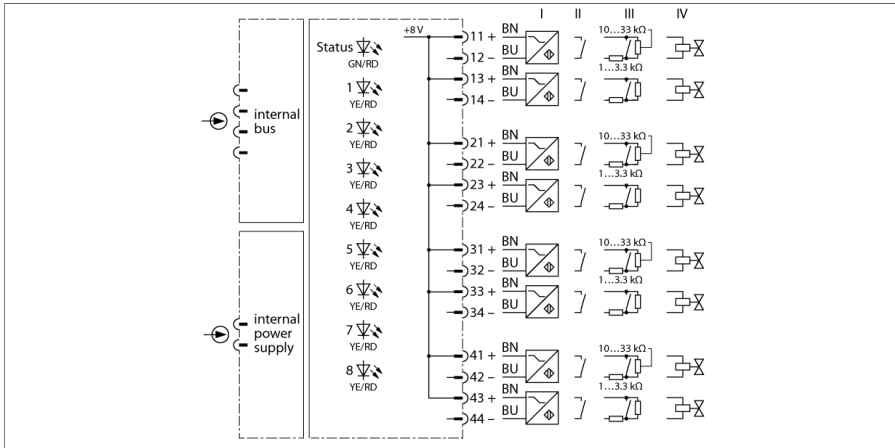 I II III IV
+8 V
Status
GN/RD
1
YE/RD
2
YE/RD
3
YE/RD
4
YE/RD
5
YE/RD
6
YE/RD
7
YE/RD
8
YE/RD
internal
bus
internal
power
supply
11 + BN
12 – BU
13 + BN
14 – BU
10…33 kΩ
1…3.3 kΩ
21 + BN
22 – BU
23 + BN
24 – BU
10…33 kΩ
1…3.3 kΩ
31 + BN
32 – BU
33 + BN
34 – BU
10…33 kΩ
1…3.3 kΩ
41 + BN
42 – BU
43 + BN
44 – BU
10…33 kΩ
1…3.3 kΩ